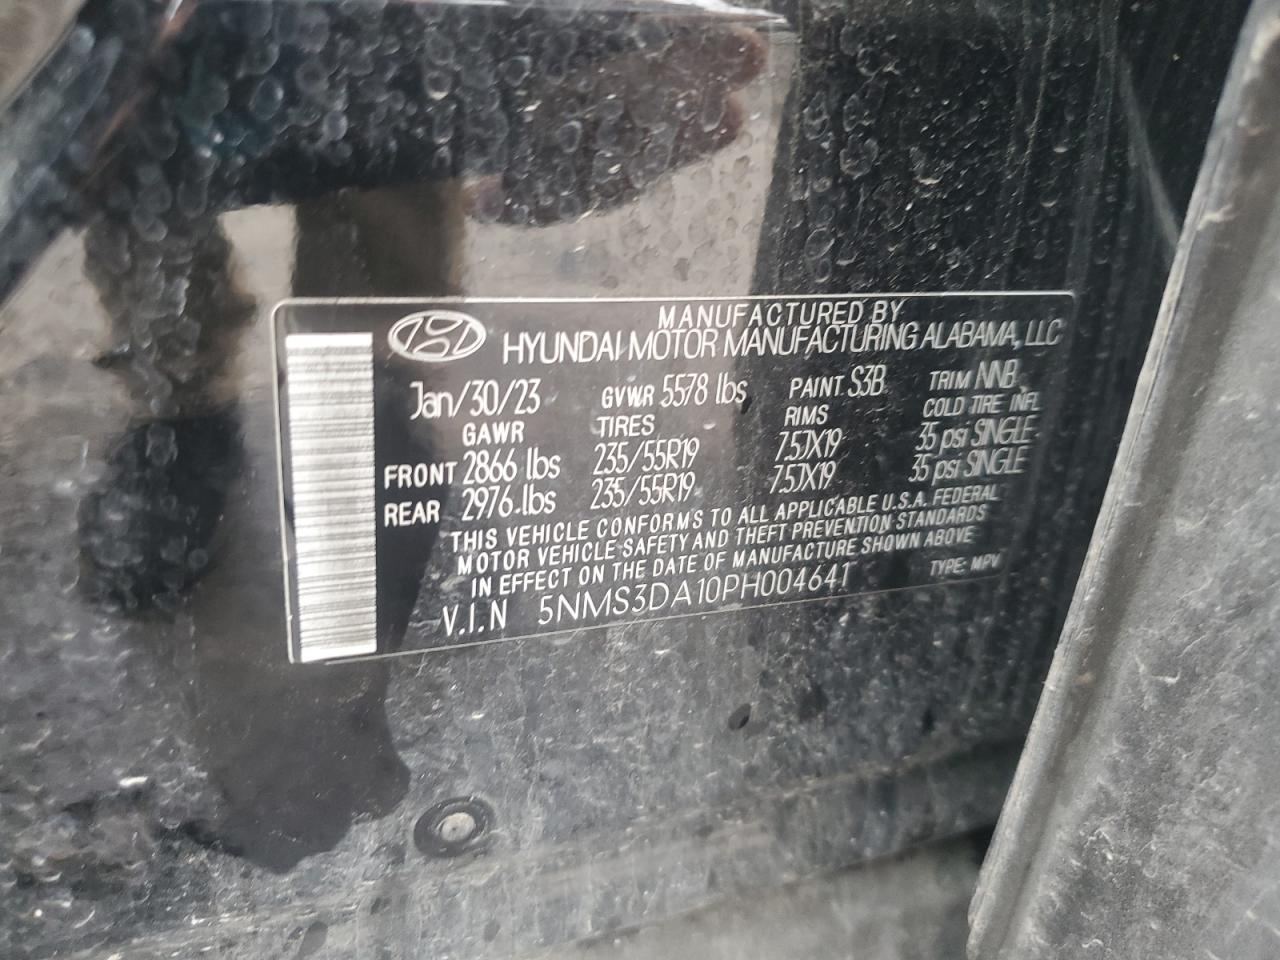 MANUFACTURED BY
HYUNDAI MOTOR MANUFACTURING ALABAMA, LLC
Jan/30/23 GVWR 5578 lbs PAINT S3B TRIM NNB
GAWR TIRES RIMS COLD TIRE INFL
FRONT 2866 lbs 235/55R19 7.5JX19 35 psi SINGLE
REAR 2976 lbs 235/55R19 7.5JX19 35 psi SINGLE
THIS VEHICLE CONFORMS TO ALL APPLICABLE U.S.A. FEDERAL
MOTOR VEHICLE SAFETY AND THEFT PREVENTION STANDARDS
IN EFFECT ON THE DATE OF MANUFACTURE SHOWN ABOVE
V.I.N 5NMS3DA10PH004641 TYPE: MPV